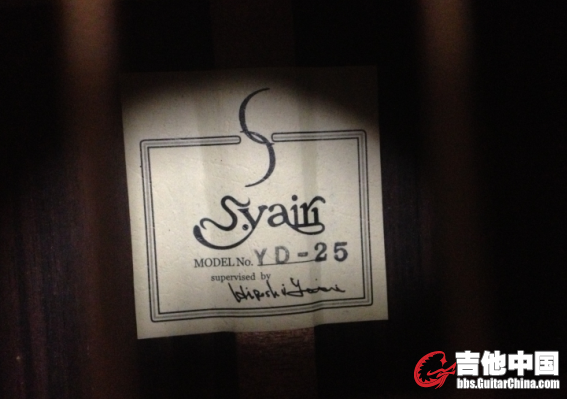 S.yairi
MODEL No. YD-25
supervised by
吉他中国
bbs.GuitarChina.com